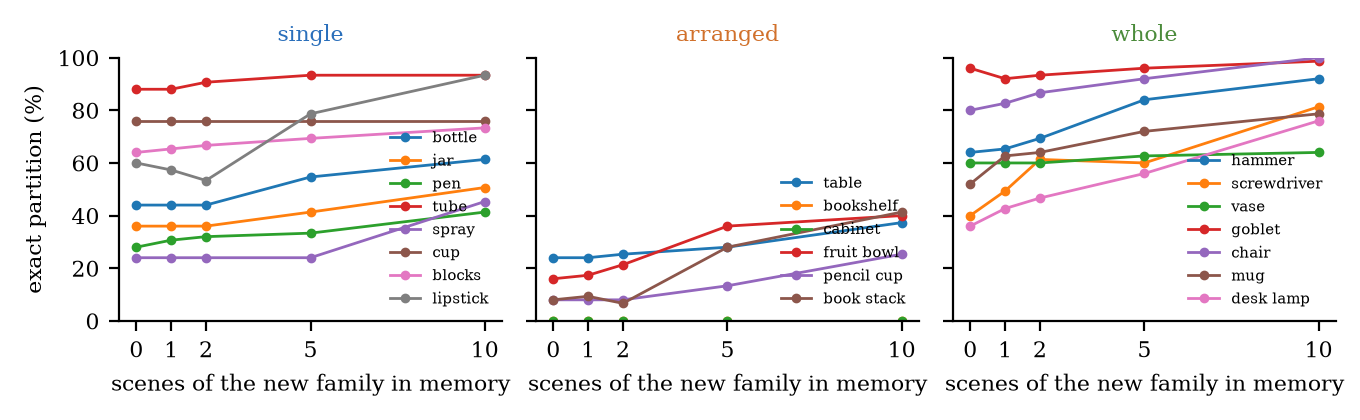 single
arranged
whole
exact partition (%)
100
80
60
40
20
0
bottle
jar
pen
tube
spray
cup
blocks
lipstick
table
bookshelf
cabinet
fruit bowl
pencil cup
book stack
hammer
screwdriver
vase
goblet
chair
mug
desk lamp
0 1 2 5 10
0 1 2 5 10
0 1 2 5 10
scenes of the new family in memory
scenes of the new family in memory
scenes of the new family in memory